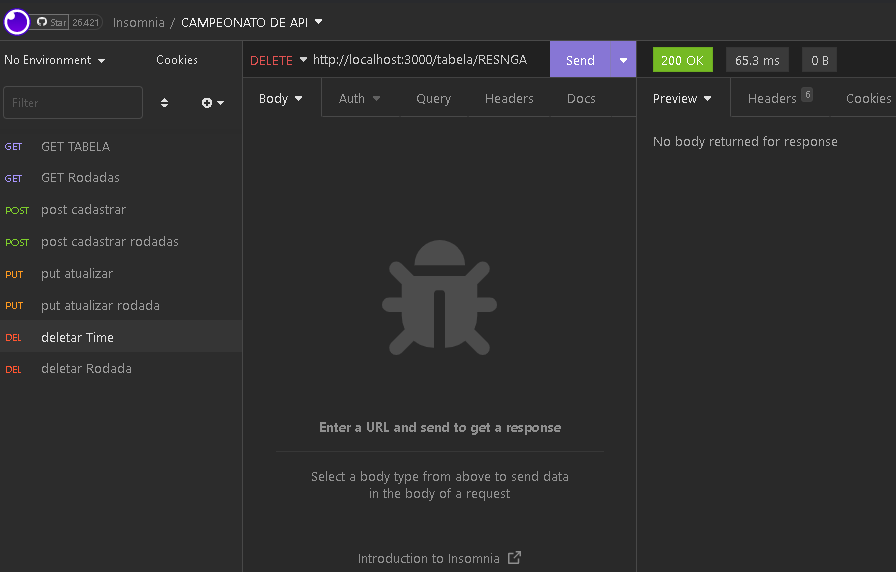 Star 26,421 Insomnia / CAMPEONATO DE API
No Environment Cookies
Filter
GET GET TABELA
GET GET Rodadas
POST post cadastrar
POST post cadastrar rodadas
PUT put atualizar
PUT put atualizar rodada
DEL deletar Time
DEL deletar Rodada
DELETE http://localhost:3000/tabela/RESNGA Send
Body Auth Query Headers Docs
Enter a URL and send to get a response
Select a body type from above to send data
in the body of a request
Introduction to Insomnia
200 OK 65.3 ms 0 B
Preview Headers 6 Cookies
No body returned for response